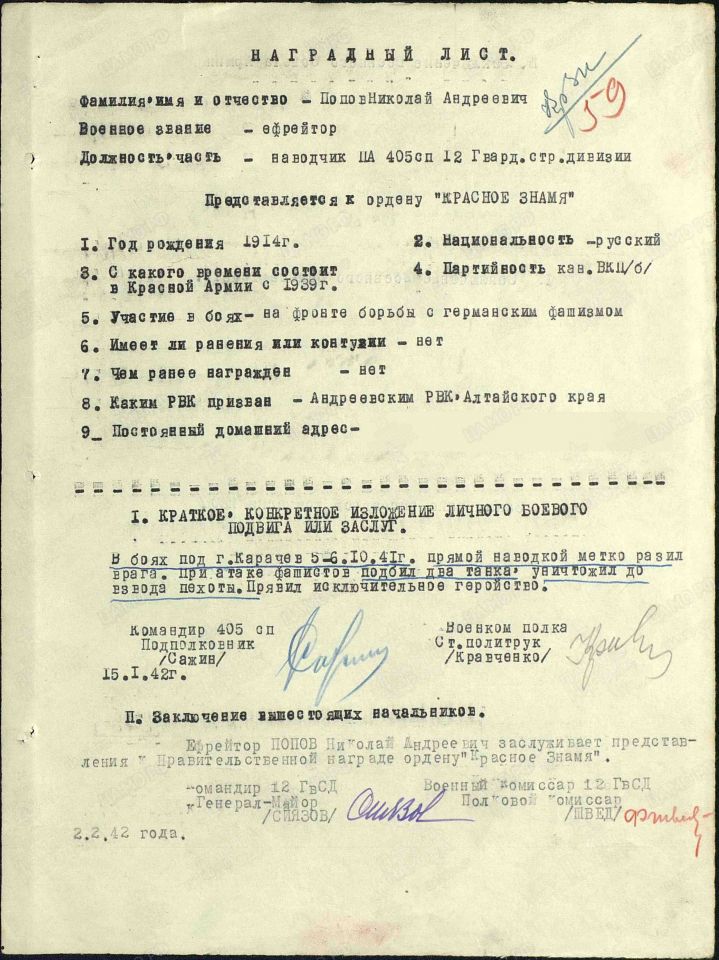 НАГРАДНЫЙ ЛИСТ.
59
Фамилия, имя и отчество – Попов Николай Андреевич
Военное звание – ефрейтор
Должность, часть – наводчик ПА 405сп 12 Гвард.стр.дивизии
Представляется к ордену "КРАСНОЕ ЗНАМЯ"
1. Год рождения 1914г. 2. Национальность –русский
3. С какого времени состоит 4. Партийность кан.ВКП/б/
в Красной Армии с 1939г.
5. Участие в боях– на фронте борьбы с германским фашизмом
6. Имеет ли ранения или контузии – нет
7. Чем ранее награжден – нет
8. Каким РВК призван – Андреевским РВК, Алтайского края
9_ Постоянный домашний адрес–
I. КРАТКОЕ, КОНКРЕТНОЕ ИЗЛОЖЕНИЕ ЛИЧНОГО БОЕВОГО
ПОДВИГА ИЛИ ЗАСЛУГ.
В боях под г.Карачев 5-6.10.41г. прямой наводкой метко разил
врага. При атаке фашистов подбил два танка, уничтожил до
взвода пехоты. Прявил исключительное геройство.
Командир 405 сп Военком полка
Подполковник Ст.политрук
/Сажин/ /Кравченко/
15.I.42г.
П. Заключение вышестоящих начальников.
Ефрейтор ПОПОВ Николай Андреевич заслуживает представ-
ления к Правительственной награде ордену "Красное Знамя".
командир 12 ГвСД Военный комиссар 12 ГвСД
Генерал-Майор Полковой комиссар
/СИЯЗОВ/ /ШВЕД/
2.2.42 года.